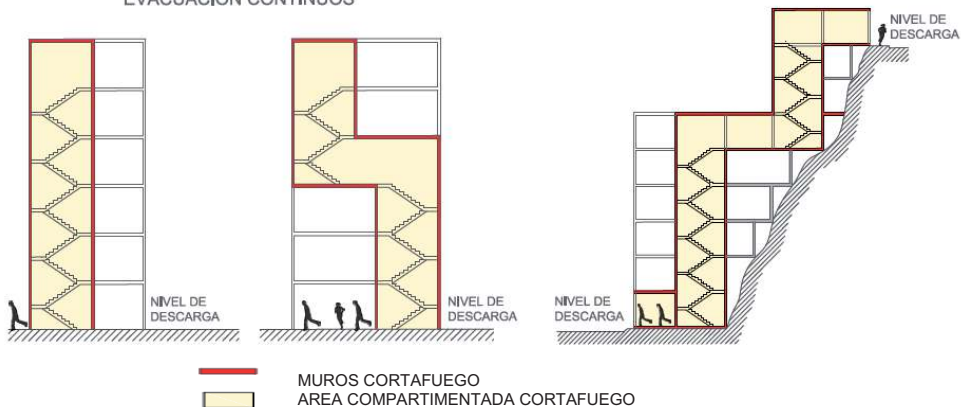 EVACUACION CONTINUOS
NIVEL DE
DESCARGA
NIVEL DE
DESCARGA
NIVEL DE
DESCARGA
NIVEL DE
DESCARGA
MUROS CORTAFUEGO
AREA COMPARTIMENTADA CORTAFUEGO